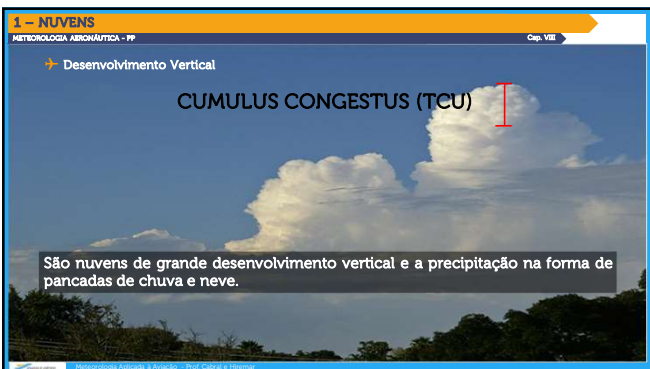 1 – NUVENS
METEOROLOGIA AERONÁUTICA - PP
Cap. VIII
Desenvolvimento Vertical
CUMULUS CONGESTUS (TCU)
São nuvens de grande desenvolvimento vertical e a precipitação na forma de
pancadas de chuva e neve.
Meteorologia Aplicada à Aviação - Prof. Cabral e Hiremar